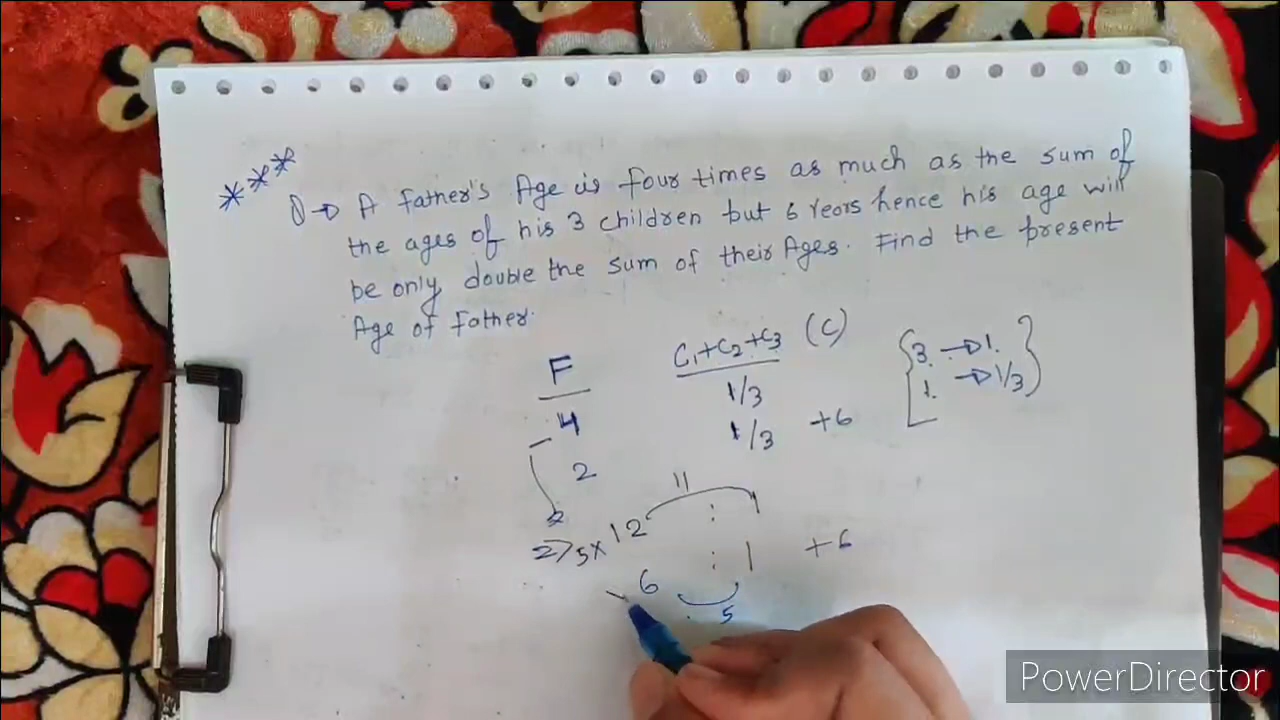 ***
Q→ A father's Age is four times as much as the sum of
the ages of his 3 children but 6 Years hence his age will
be only double the sum of their Ages. Find the present
Age of Father.
F C₁+C₂+C₃ (C) 3 → 1.
4 1/3 1. → 1/3
2 1/3 +6
11
5× 12 : 1
6 : 1 +6
5
PowerDirector